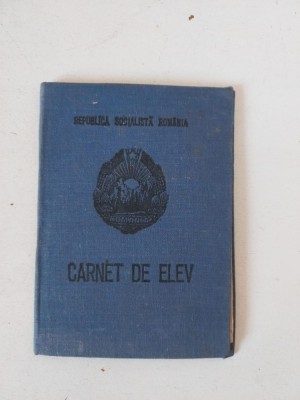 REPUBLICA SOCIALISTĂ ROMÂNIA
CARNET DE ELEV